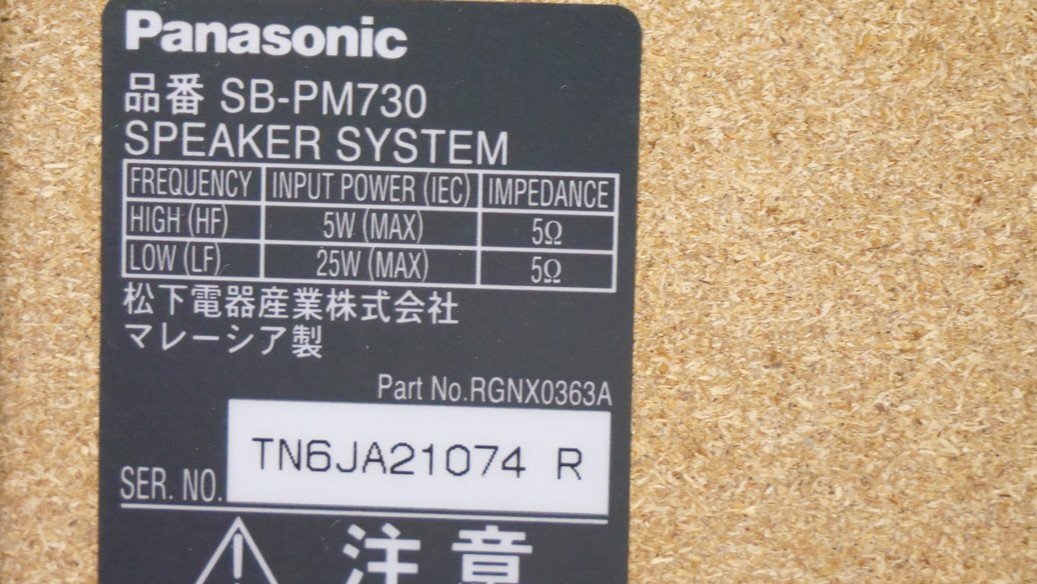 Panasonic
品番 SB-PM730
SPEAKER SYSTEM
FREQUENCY INPUT POWER (IEC) IMPEDANCE
HIGH (HF) 5W (MAX) 5Ω
LOW (LF) 25W (MAX) 5Ω
松下電器産業株式会社
マレーシア製
Part No.RGNX0363A
SER. NO. TN6JA21074 R
注意